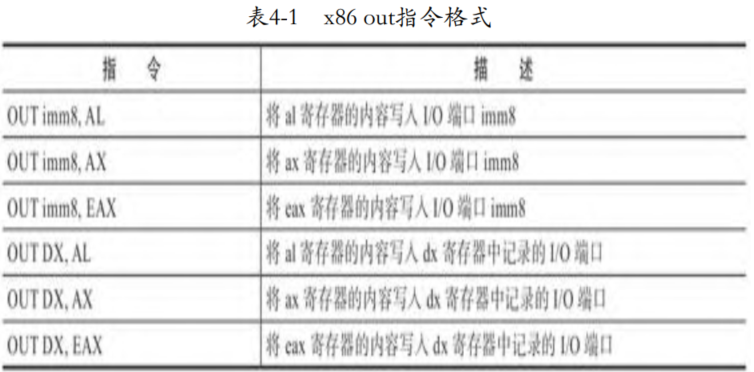 表4-1 x86 out指令格式
指 令 描 述
OUT imm8, AL 将 al 寄存器的内容写入 I/O 端口 imm8
OUT imm8, AX 将 ax 寄存器的内容写入 I/O 端口 imm8
OUT imm8, EAX 将 eax 寄存器的内容写入 I/O 端口 imm8
OUT DX, AL 将 al 寄存器的内容写入 dx 寄存器中记录的 I/O 端口
OUT DX, AX 将 ax 寄存器的内容写入 dx 寄存器中记录的 I/O 端口
OUT DX, EAX 将 eax 寄存器的内容写入 dx 寄存器中记录的 I/O 端口